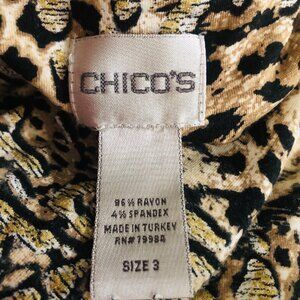 CHICO'S
96% RAYON
4% SPANDEX
MADE IN TURKEY
RN#79984
SIZE 3